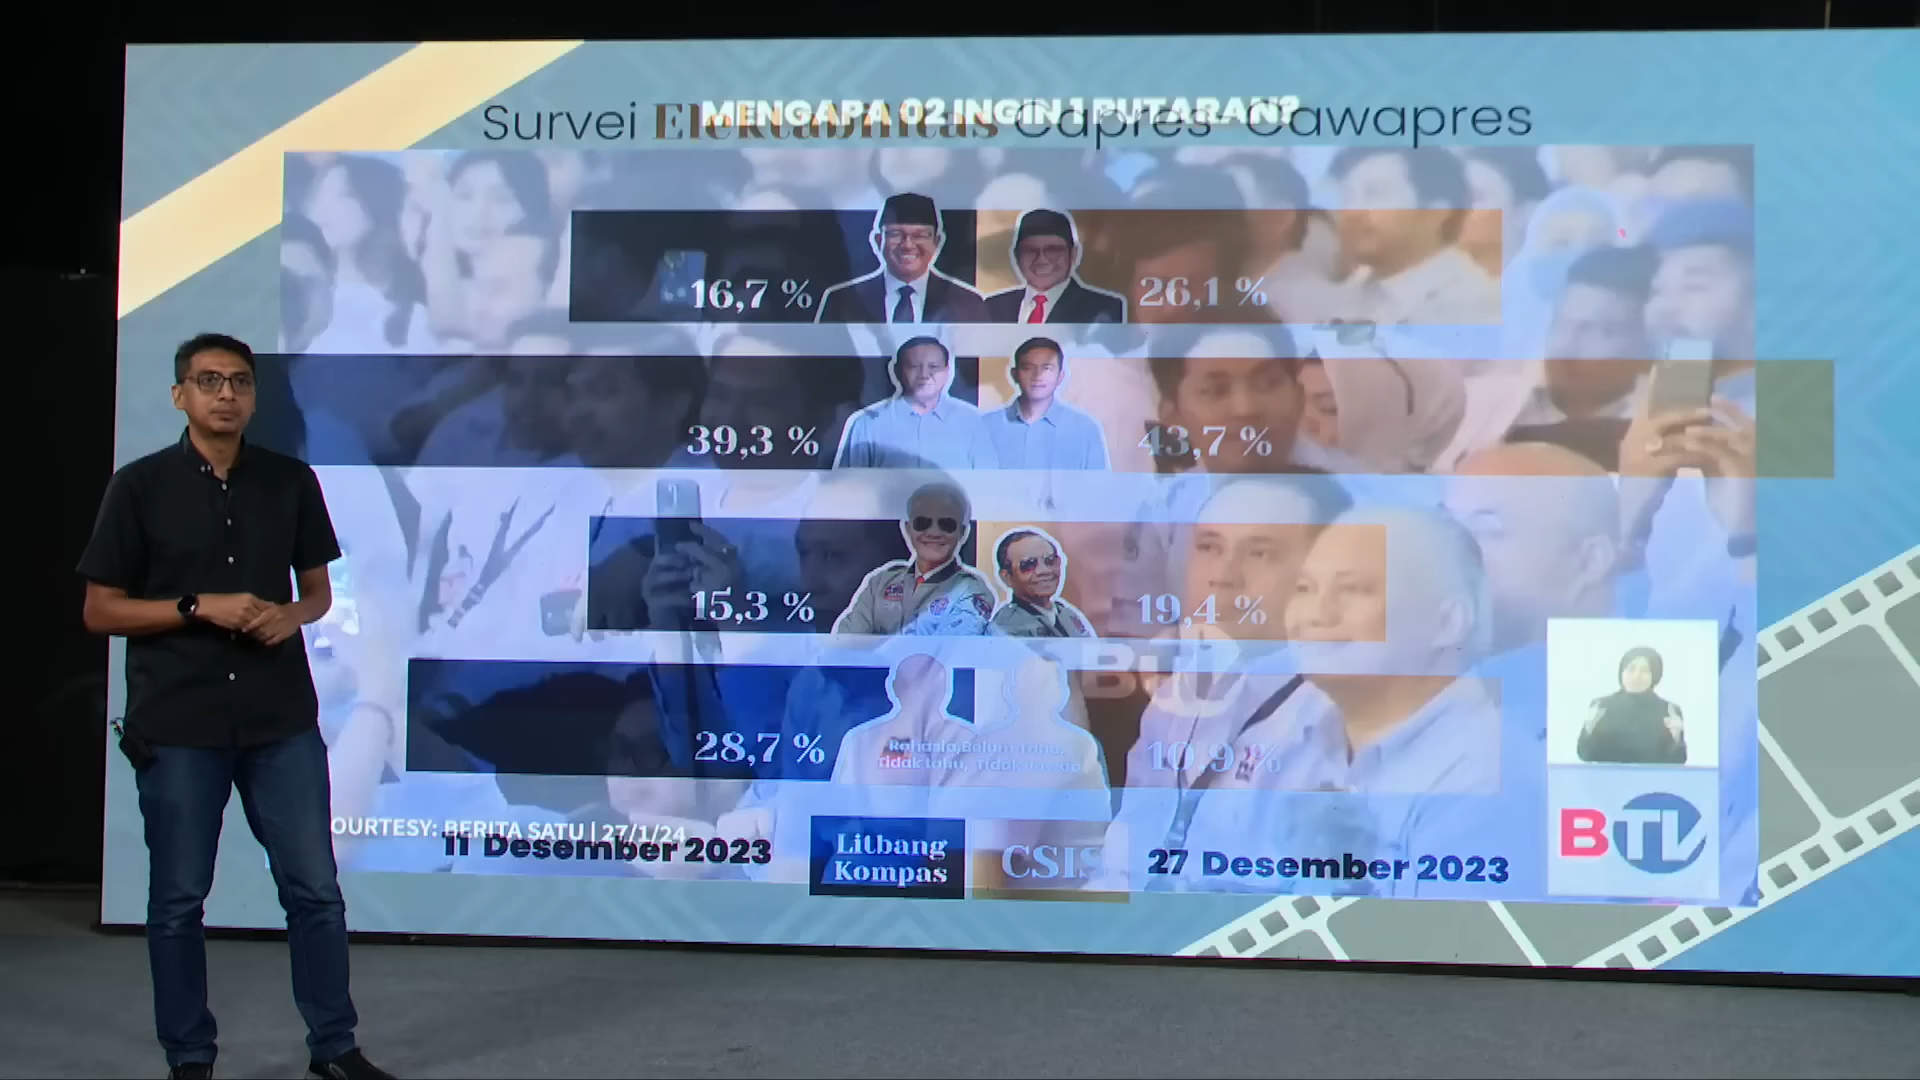 MENGAPA 02 INGIN 1 PUTARAN?
Survei Elektabilitas Capres-Cawapres
16,7 %
26,1 %
39,3 %
43,7 %
15,3 %
19,4 %
BTV
28,7 %
Rahasia, Belum tahu,
Tidak tahu, Tidak
10,9 %
BTV
OURTESY: BERITA SATU | 27/1/24
11 Desember 2023
Litbang
Kompas
CSIS
27 Desember 2023